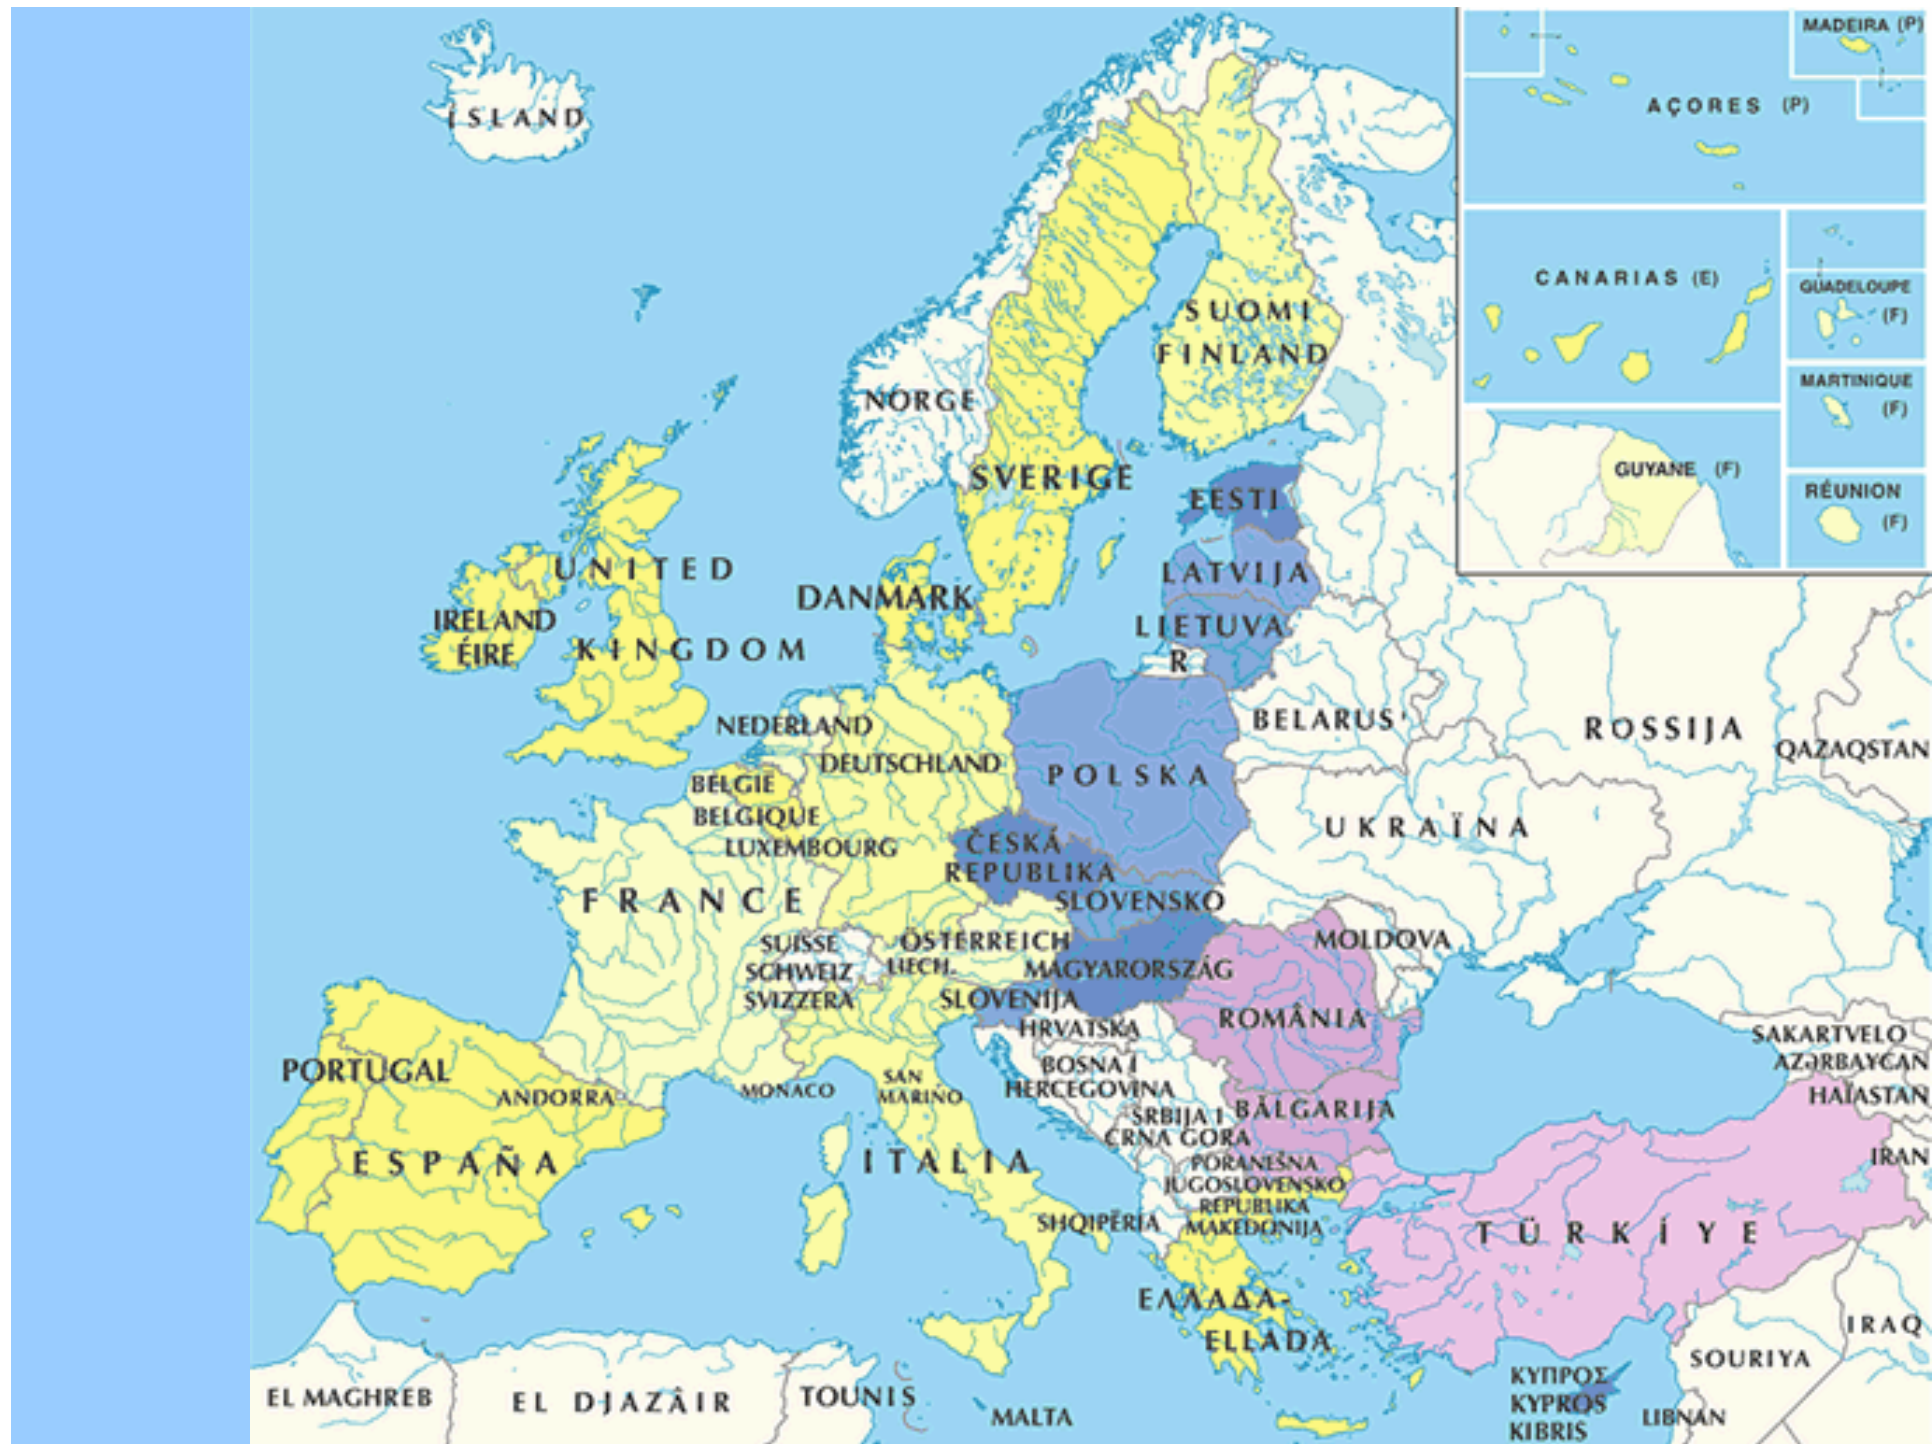 ÍSLAND
MADEIRA (P)
AÇORES (P)
CANARIAS (E)
GUADELOUPE
(F)
MARTINIQUE
(F)
GUYANE (F)
RÉUNION
(F)
SUOMI
FINLAND
NORGE
SVERIGE
EESTI
LATVIJA
LIETUVA
R
UNITED
KINGDOM
IRELAND
ÉIRE
DANMARK
NEDERLAND
DEUTSCHLAND
BELGIE
BELGIQUE
LUXEMBOURG
POLSKA
BELARUS'
ROSSIJA
QAZAQSTAN
UKRAÏNA
ČESKÁ
REPUBLIKA
SLOVENSKO
FRANCE
SUISSE
SCHWEIZ
SVIZZERA
ÖSTERREICH
LIECH.
MAGYARORSZÁG
SLOVENIJA
HRVATSKA
MOLDOVA
ROMÂNIA
BOSNA I
HERCEGOVINA
SRBIJA I
CRNA GORA
BĂLGARIJA
SAKARTVELO
AZƏRBAYCAN
HAÏASTAN
IRAN
PORTUGAL
ANDORRA
MONACO
SAN
MARINO
ESPAÑA
ITALIA
PORANEŠNA
JUGOSLOVENSKO
REPUBLIKA
MAKEDONIJA
SHQIPËRIA
TÜRKÍYE
ΕΛΛΑΔΑ-
ELLADA
IRAQ
SOURIYA
LIBNAN
ΚΥΠΡΟΣ
KYPROS
KIBRIS
EL MAGHREB
EL DJAZÂIR
TOUNIS
MALTA